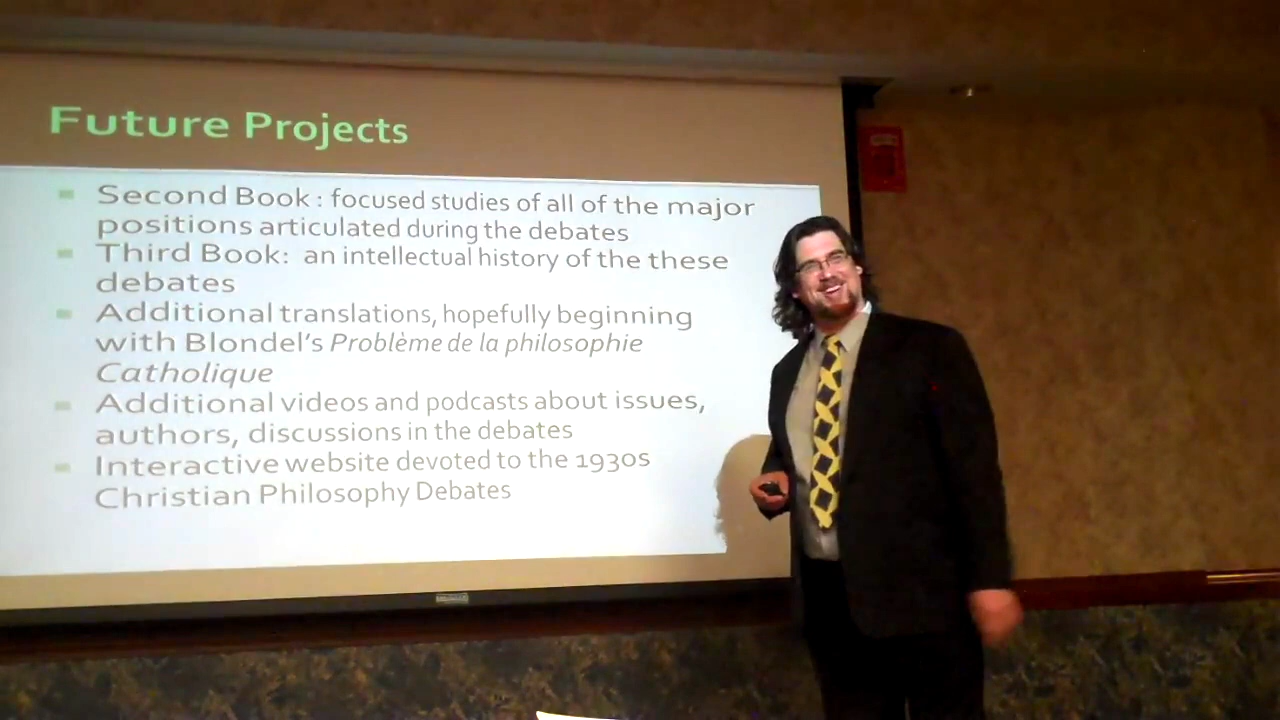 Future Projects
Second Book : focused studies of all of the major
positions articulated during the debates
Third Book: an intellectual history of the these
debates
Additional translations, hopefully beginning
with Blondel's Problème de la philosophie
Catholique
Additional videos and podcasts about issues,
authors, discussions in the debates
Interactive website devoted to the 1930s
Christian Philosophy Debates